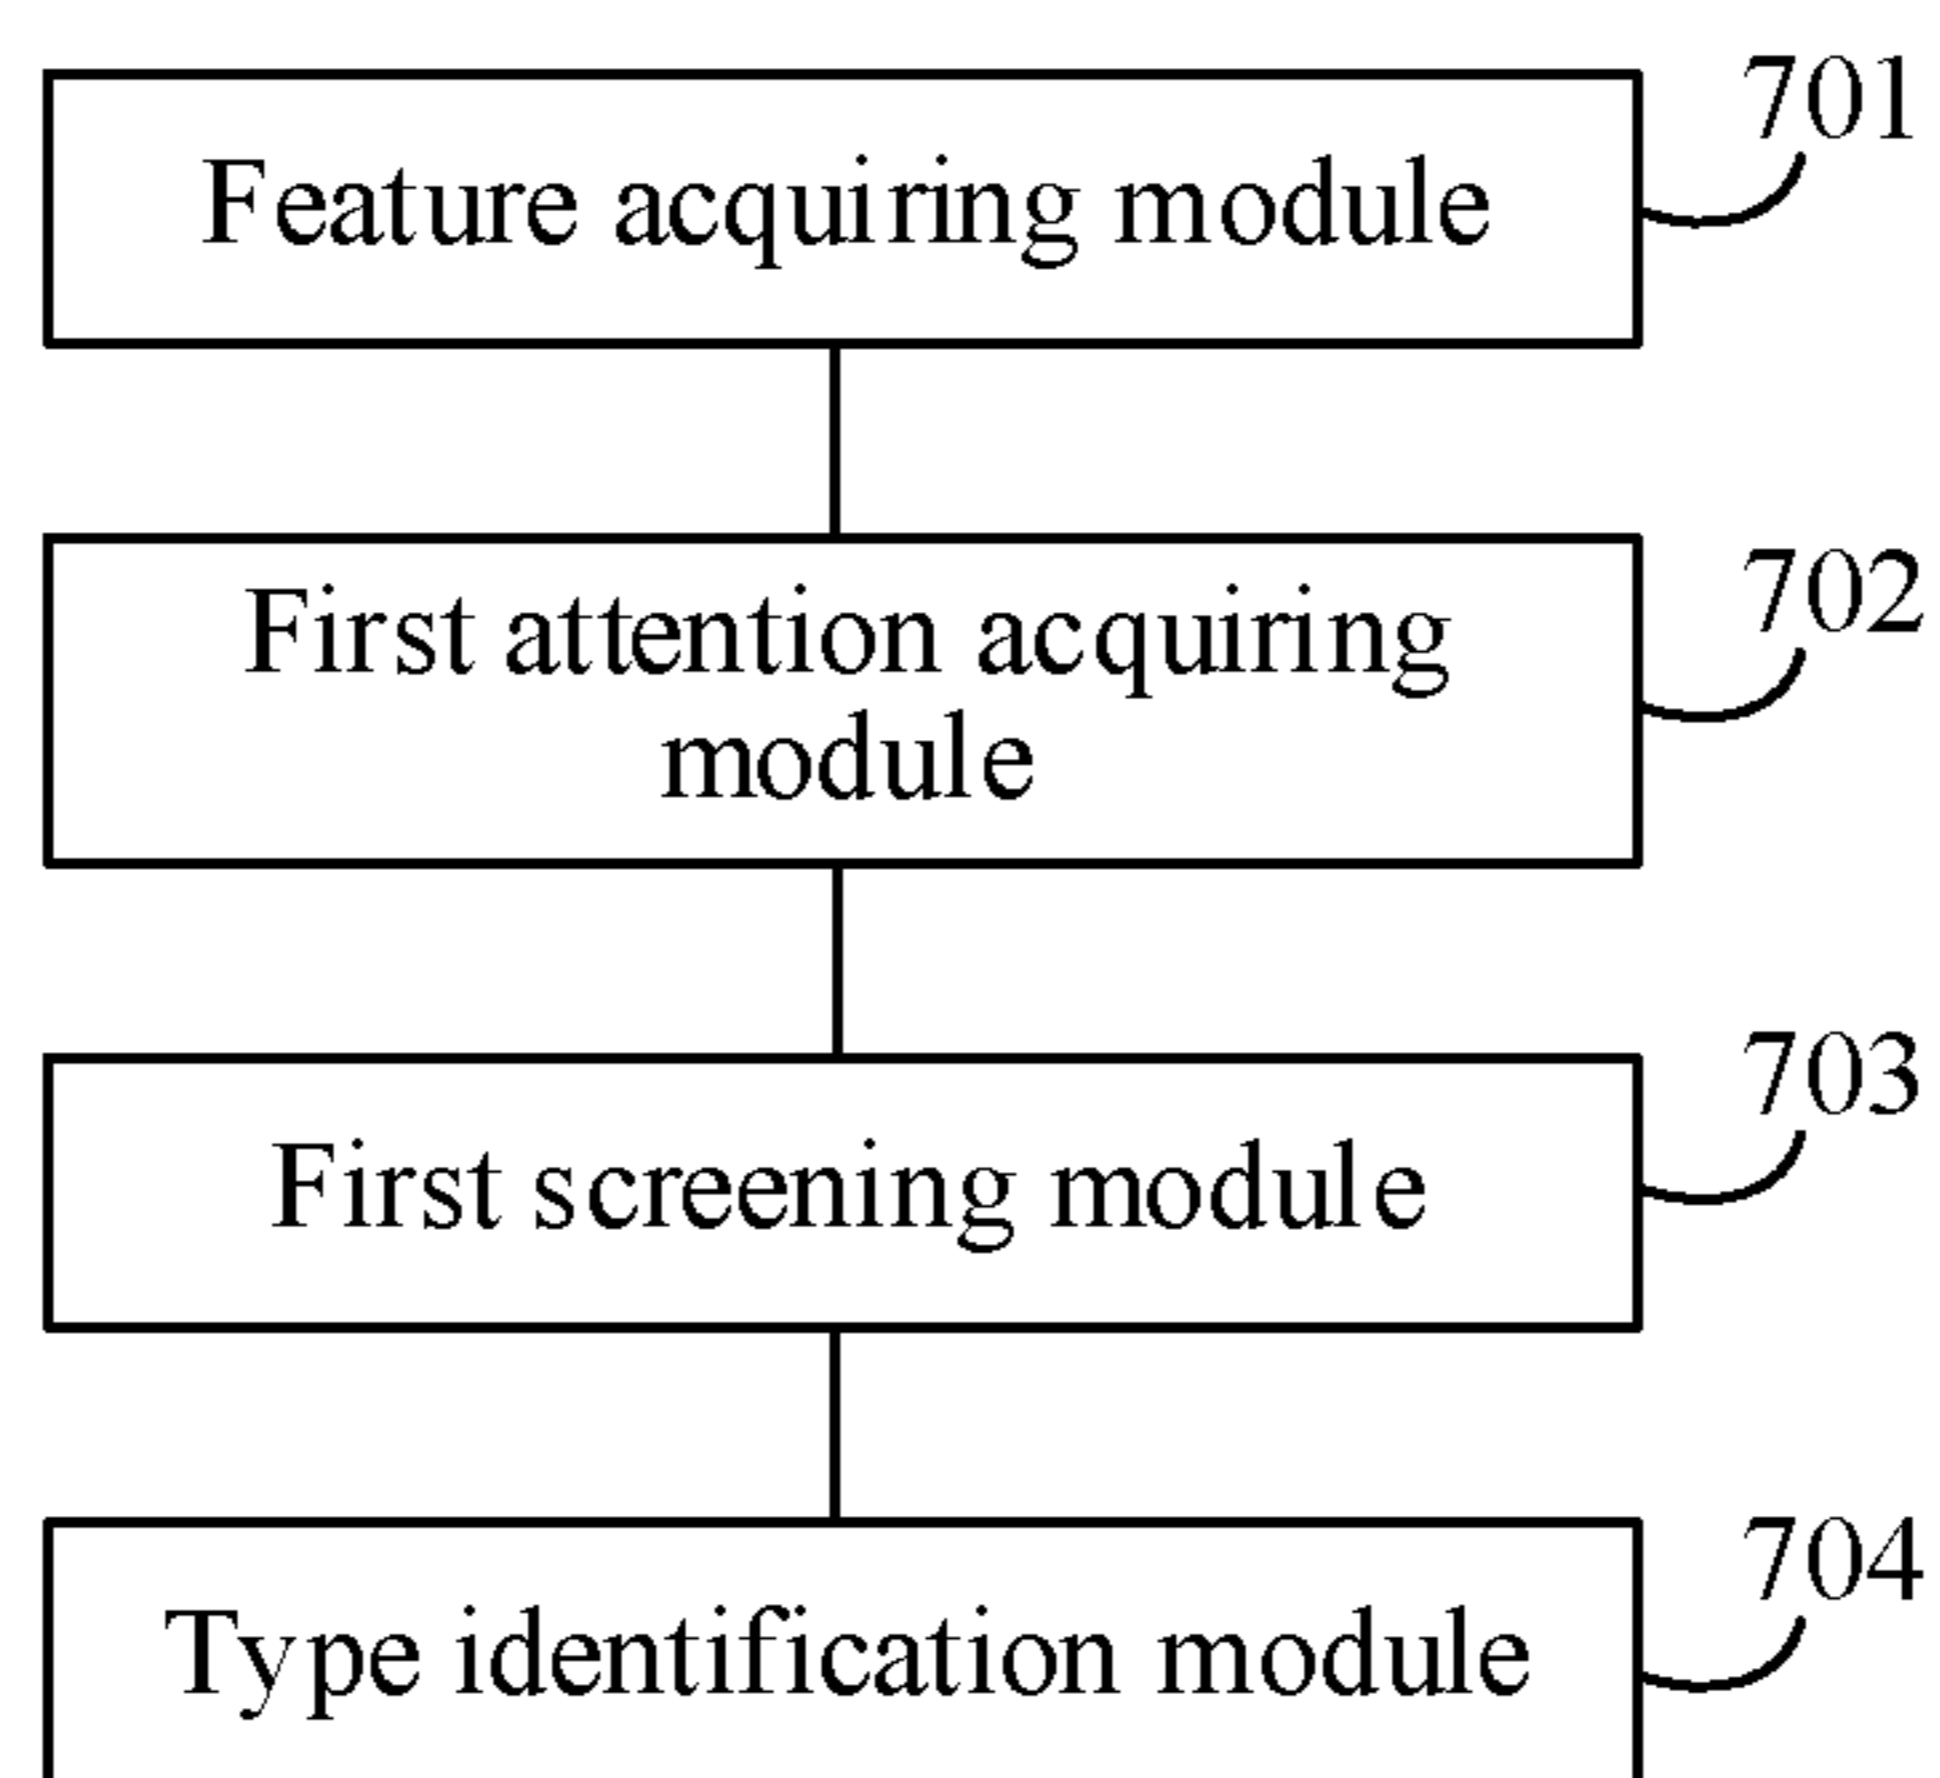 701
Feature acquiring module
702
First attention acquiring
module
703
First screening module
704
Type identification module